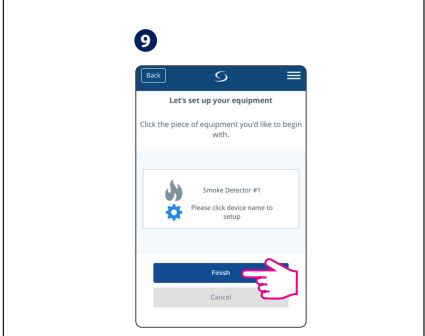 9
Back
Let's set up your equipment
Click the piece of equipment you'd like to begin
with.
Smoke Detector #1
Please click device name to
setup
Finish
Cancel